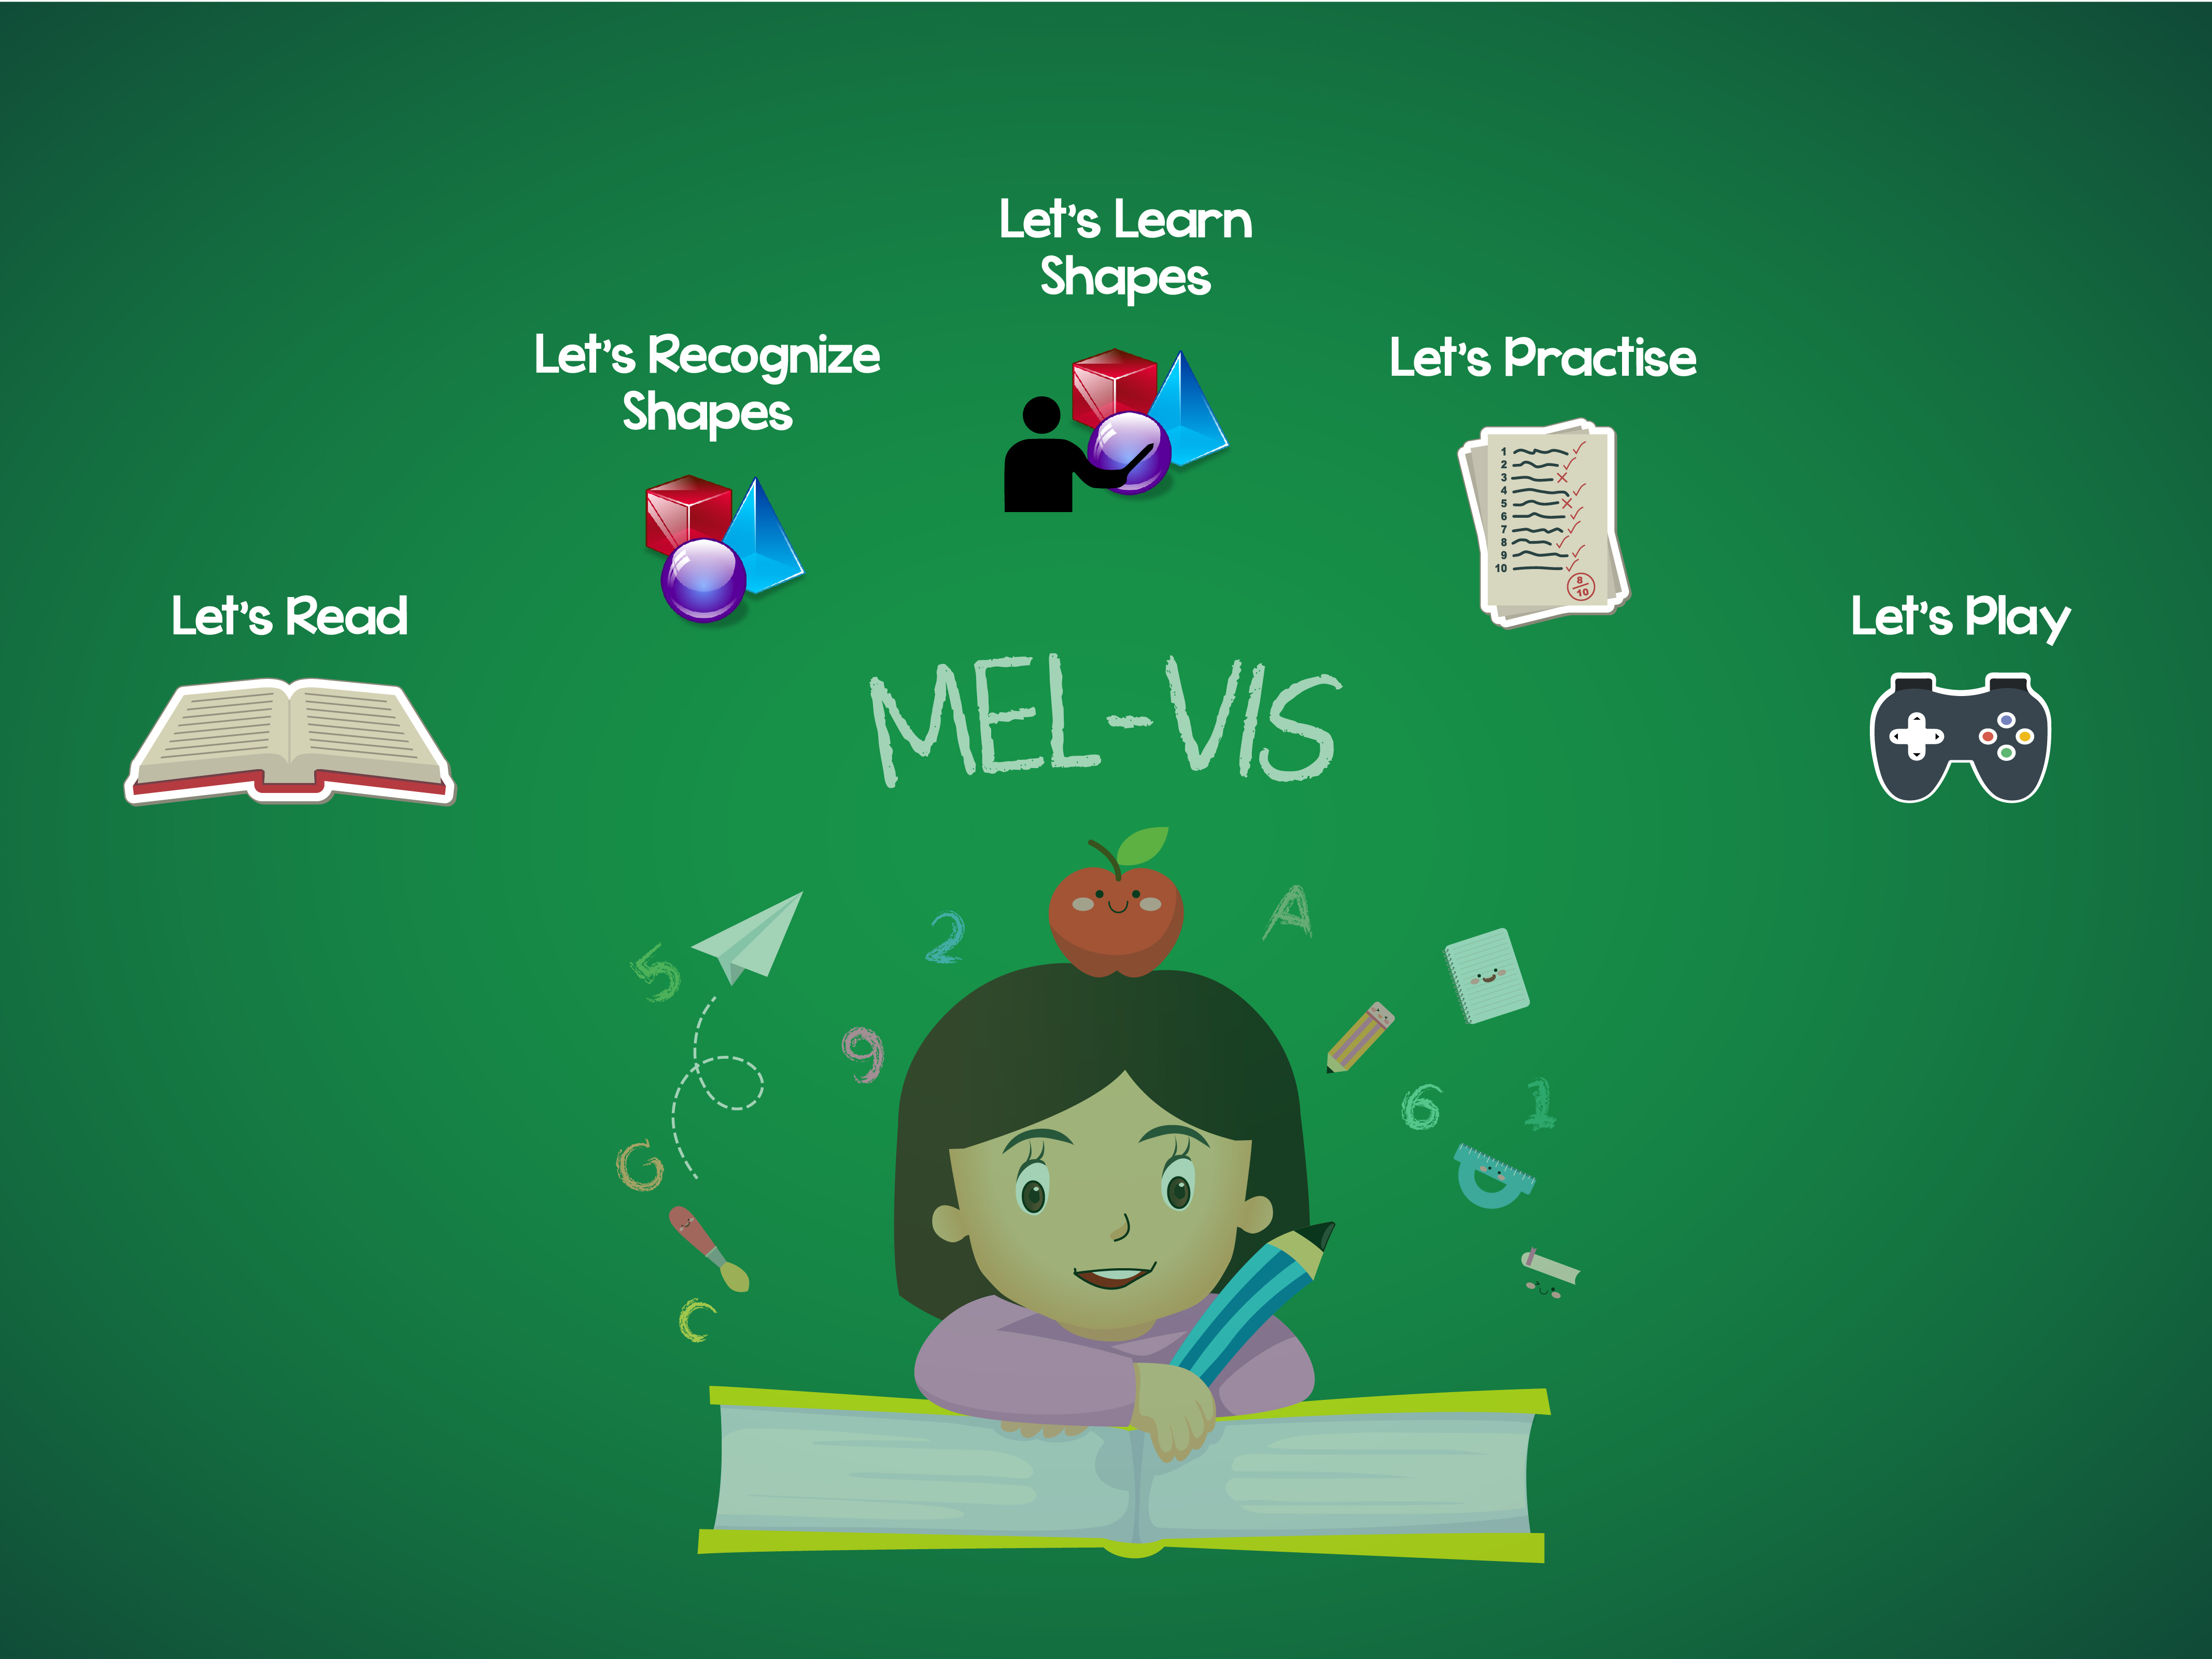 Let's Learn
Shapes
Let's Recognize
Shapes
Let's Practise
1
2
3
4
5
6
7
8
9
10
8
10
Let's Read
Let's Play
MEL-VIS
2
A
5
9
6
1
G
C